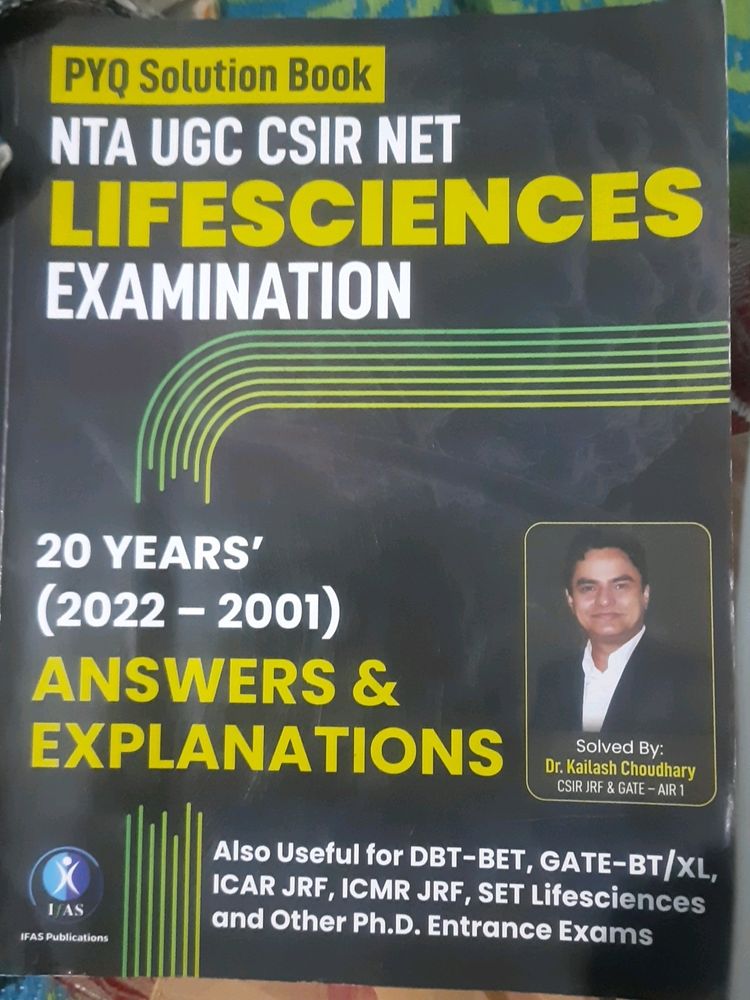 PYQ Solution Book
NTA UGC CSIR NET
LIFESCIENCES
EXAMINATION
20 YEARS’
(2022 – 2001)
ANSWERS &
EXPLANATIONS
Solved By:
Dr. Kailash Choudhary
CSIR JRF & GATE – AIR 1
Also Useful for DBT-BET, GATE-BT/XL,
ICAR JRF, ICMR JRF, SET Lifesciences
and Other Ph.D. Entrance Exams
IFAS
IFAS Publications